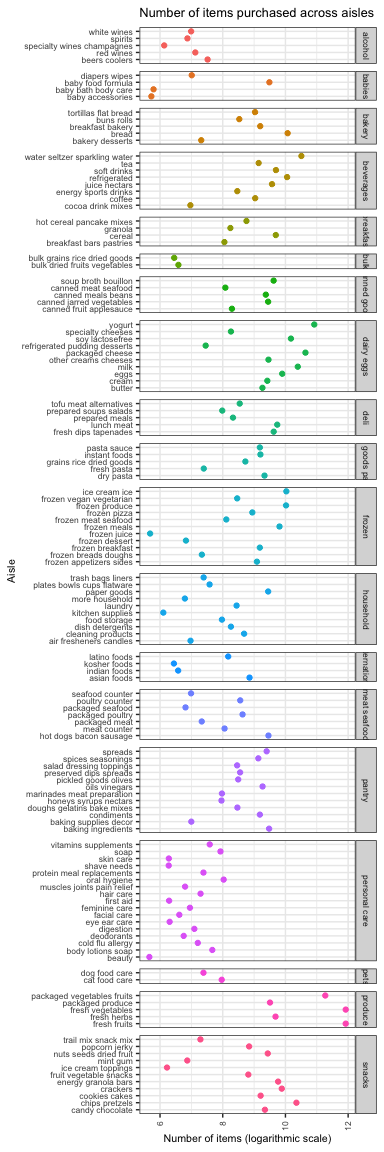 Number of items purchased across aisles
white wines
spirits
specialty wines champagnes
red wines
beers coolers
alcohol
diapers wipes
baby food formula
baby bath body care
baby accessories
babies
tortillas flat bread
buns rolls
breakfast bakery
bread
bakery desserts
bakery
water seltzer sparkling water
tea
soft drinks
refrigerated
juice nectars
energy sports drinks
coffee
cocoa drink mixes
beverages
hot cereal pancake mixes
granola
cereal
breakfast bars pastries
reakfas
bulk grains rice dried goods
bulk dried fruits vegetables
bulk
soup broth bouillon
canned meat seafood
canned meals beans
canned jarred vegetables
canned fruit applesauce
nned goo
yogurt
specialty cheeses
soy lactosefree
refrigerated pudding desserts
packaged cheese
other creams cheeses
milk
eggs
cream
butter
dairy eggs
tofu meat alternatives
prepared soups salads
prepared meals
lunch meat
fresh dips tapenades
deli
pasta sauce
instant foods
grains rice dried goods
fresh pasta
dry pasta
goods pa
ice cream ice
frozen vegan vegetarian
frozen produce
frozen pizza
frozen meat seafood
frozen meals
frozen juice
frozen dessert
frozen breakfast
frozen breads doughs
frozen appetizers sides
frozen
trash bags liners
plates bowls cups flatware
paper goods
more household
laundry
kitchen supplies
food storage
dish detergents
cleaning products
air fresheners candles
household
latino foods
kosher foods
indian foods
asian foods
ernation
seafood counter
poultry counter
packaged seafood
packaged poultry
packaged meat
meat counter
hot dogs bacon sausage
meat seafood
spreads
spices seasonings
salad dressing toppings
preserved dips spreads
pickled goods olives
oils vinegars
marinades meat preparation
honeys syrups nectars
doughs gelatins bake mixes
condiments
baking supplies decor
baking ingredients
pantry
vitamins supplements
soap
skin care
shave needs
protein meal replacements
oral hygiene
muscles joints pain relief
hair care
first aid
feminine care
facial care
eye ear care
digestion
deodorants
cold flu allergy
body lotions soap
beauty
personal care
dog food care
cat food care
pets
packaged vegetables fruits
packaged produce
fresh vegetables
fresh herbs
fresh fruits
produce
trail mix snack mix
popcorn jerky
nuts seeds dried fruit
mint gum
ice cream toppings
fruit vegetable snacks
energy granola bars
crackers
cookies cakes
chips pretzels
candy chocolate
snacks
Aisle
6 8 10 12
Number of items (logarithmic scale)